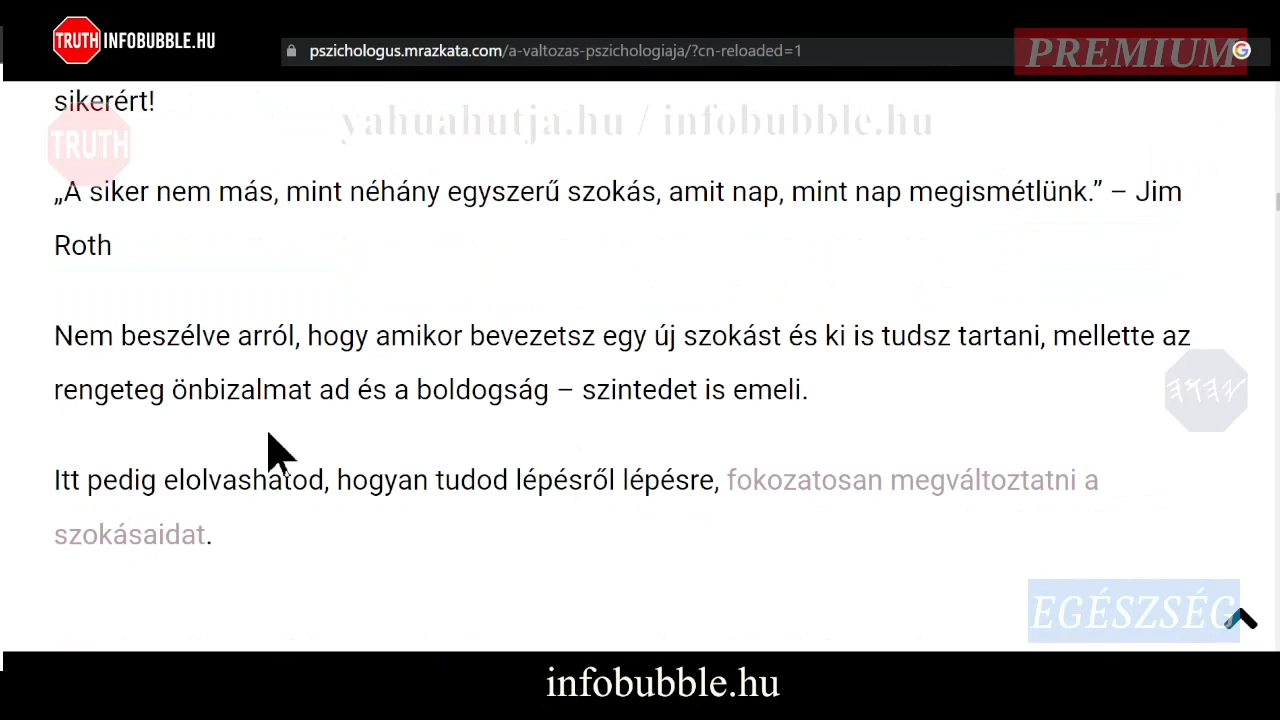 TRUTH INFOBUBBLE.HU
pszichologus.mrazkata.com/a-valtozas-pszichologiaja/?cn-reloaded=1
PREMIUM
sikerért!
yahuahutja.hu / infobubble.hu
TRUTH
„A siker nem más, mint néhány egyszerű szokás, amit nap, mint nap megismétlünk.” – Jim
Roth
Nem beszélve arról, hogy amikor bevezetsz egy új szokást és ki is tudsz tartani, mellette az
rengeteg önbizalmat ad és a boldogság – szintedet is emeli.
Itt pedig elolvashatod, hogyan tudod lépésről lépésre, fokozatosan megváltoztatni a
szokásaidat.
EGÉSZSÉG
infobubble.hu